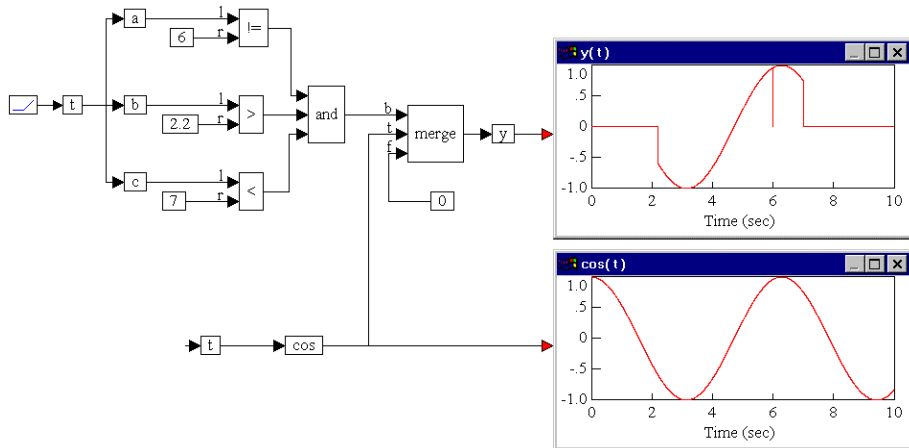 a
l
r
6
!=
t
b
l
r
2.2
>
and
b
t
f
merge
y
c
l
r
7
<
0
t
cos
y(t)
1.0
.5
0
-.5
-1.0
0 2 4 6 8 10
Time (sec)
cos(t)
1.0
.5
0
-.5
-1.0
0 2 4 6 8 10
Time (sec)